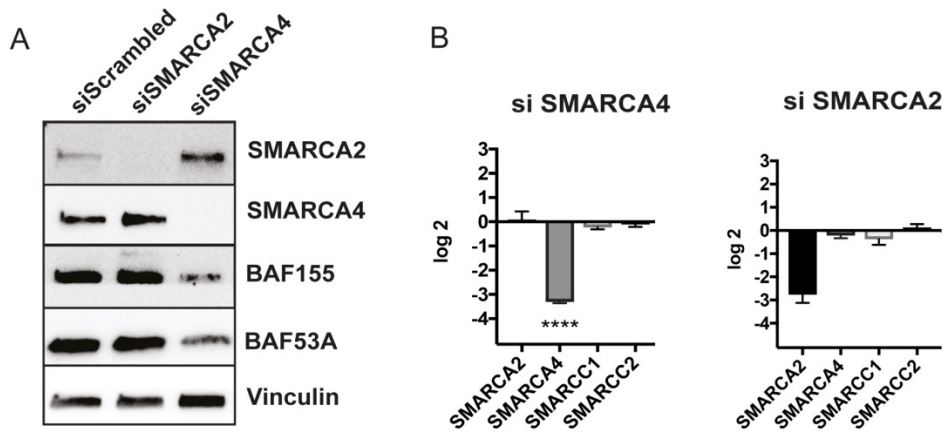 A
siScrambled
siSMARCA2
siSMARCA4
SMARCA2
SMARCA4
BAF155
BAF53A
Vinculin
B
si SMARCA4
3
2
1
0
-1
-2
-3
-4
log 2
****
SMARCA2
SMARCA4
SMARCC1
SMARCC2
si SMARCA2
3
2
1
0
-1
-2
-3
-4
log 2
SMARCA2
SMARCA4
SMARCC1
SMARCC2